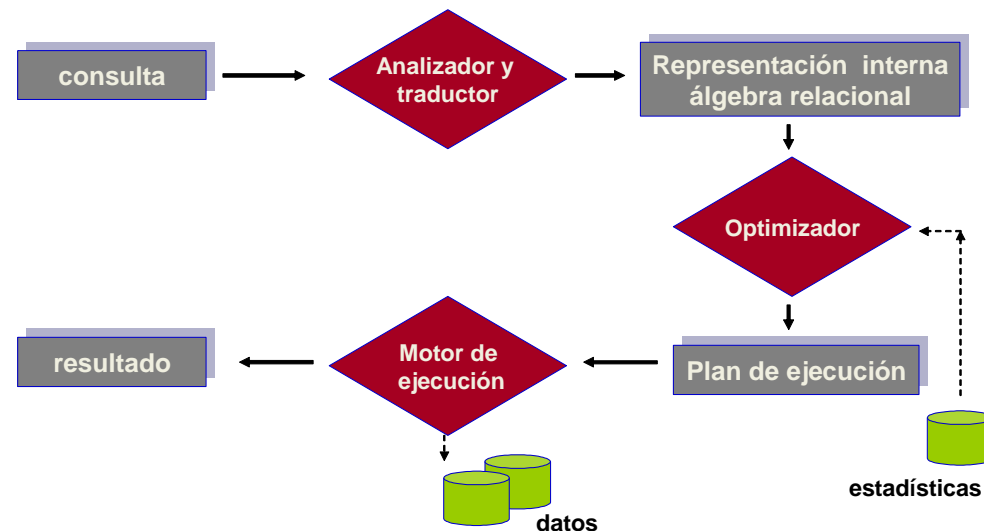 consulta
Analizador y
traductor
Representación interna
álgebra relacional
Optimizador
resultado
Motor de
ejecución
Plan de ejecución
estadísticas
datos